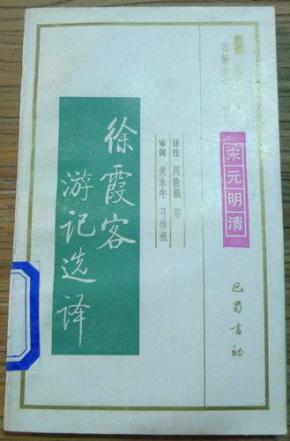 徐霞客
游记选译
译注 周晓薇 等
审阅 黄永年 马樟根
宋元明清
巴蜀书社